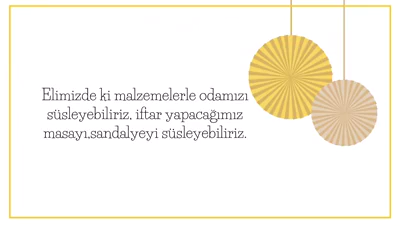 Elimizde ki malzemelerle odamızı
süsleyebiliriz, iftar yapacağımız
masayı,sandalyeyi süsleyebiliriz.